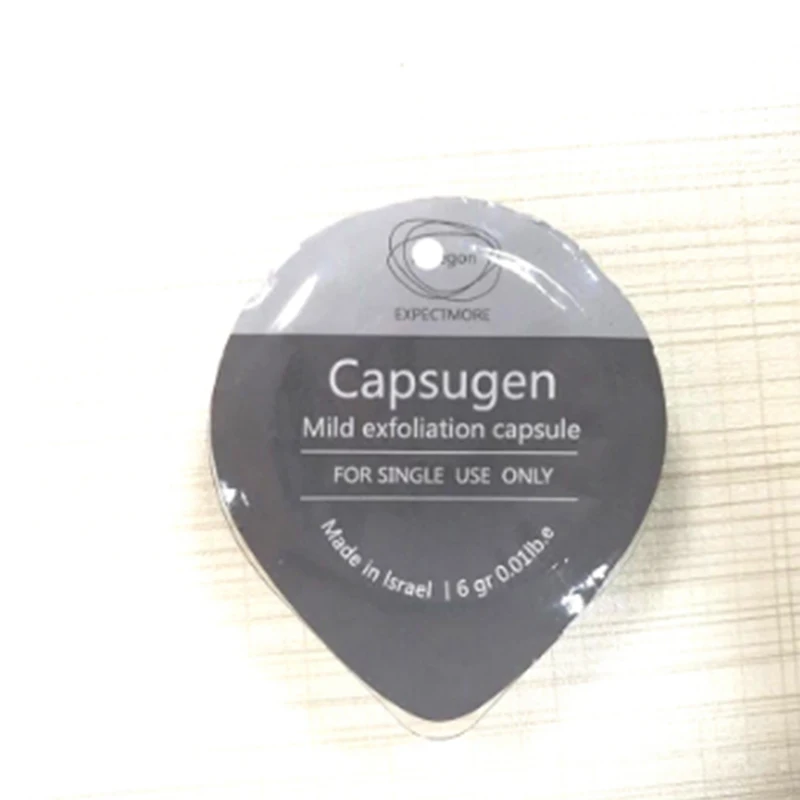 EXPECTMORE
Capsugen
Mild exfoliation capsule
FOR SINGLE USE ONLY
Made in Israel | 6 gr 0.01lb.e